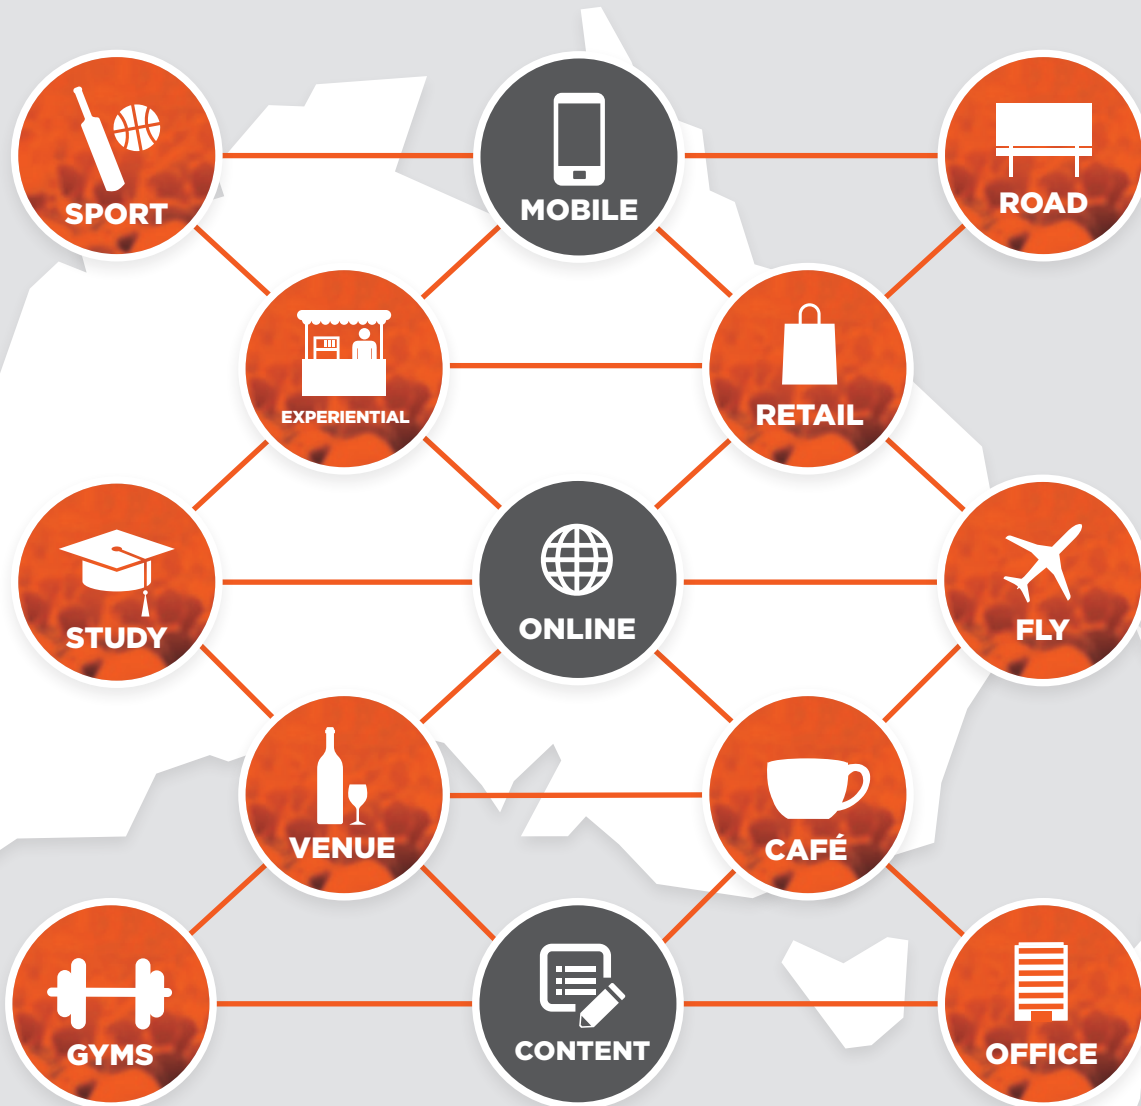 SPORT
MOBILE
ROAD
EXPERIENTIAL
RETAIL
STUDY
ONLINE
FLY
VENUE
CAFÉ
GYMS
CONTENT
OFFICE